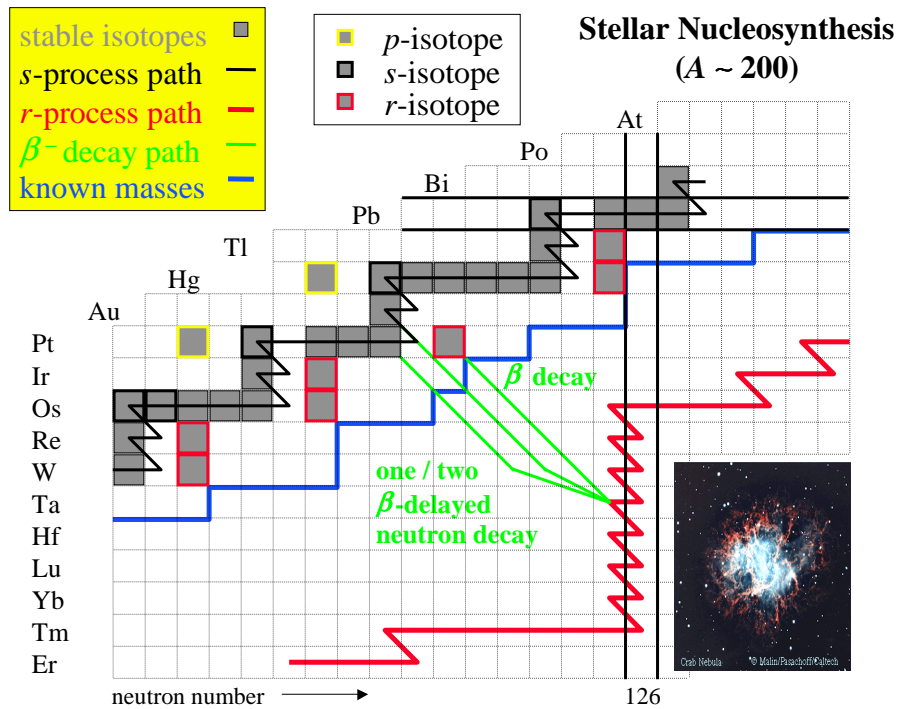 stable isotopes
s-process path
r-process path
β⁻ decay path
known masses
p-isotope
s-isotope
r-isotope
Stellar Nucleosynthesis
(A ~ 200)
At
Po
Bi
Pb
Tl
Hg
Au
Pt
Ir
Os
Re
W
Ta
Hf
Lu
Yb
Tm
Er
β decay
one / two
β-delayed
neutron decay
Crab Nebula
© Malin/Pasachoff/Caltech
neutron number
126